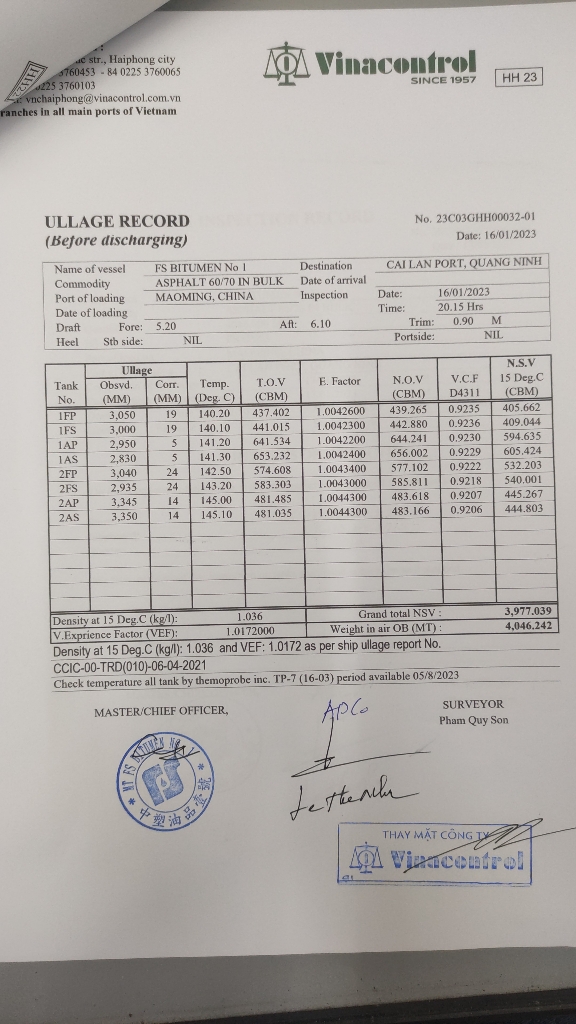 str., Haiphong city
3760453 - 84 0225 3760065
0225 3760103
vnchaiphong@vinacontrol.com.vn
ranches in all main ports of Vietnam
Vinacontrol
SINCE 1957
HH 23
ULLAGE RECORD
(Before discharging)
No. 23C03GHH00032-01
Date: 16/01/2023
Name of vessel FS BITUMEN No 1 Destination CAI LAN PORT, QUANG NINH
Commodity ASPHALT 60/70 IN BULK Date of arrival
Port of loading MAOMING, CHINA Inspection Date: 16/01/2023
Date of loading Time: 20.15 Hrs
Draft Fore: 5.20 Aft: 6.10 Trim: 0.90 M
Heel Stb side: NIL Portside: NIL
Tank No. Ullage Obsvd. (MM) Corr. (MM) Temp. (Deg. C) T.O.V (CBM) E. Factor N.O.V (CBM) V.C.F D4311 N.S.V 15 Deg.C (CBM)
1FP 3,050 19 140.20 437.402 1.0042600 439.265 0.9235 405.662
1FS 3,000 19 140.10 441.015 1.0042300 442.880 0.9236 409.044
1AP 2,950 5 141.20 641.534 1.0042200 644.241 0.9230 594.635
1AS 2,830 5 141.30 653.232 1.0042400 656.002 0.9229 605.424
2FP 3,040 24 142.50 574.608 1.0043400 577.102 0.9222 532.203
2FS 2,935 24 143.20 583.303 1.0043000 585.811 0.9218 540.001
2AP 3,345 14 145.00 481.485 1.0044300 483.618 0.9207 445.267
2AS 3,350 14 145.10 481.035 1.0044300 483.166 0.9206 444.803
Density at 15 Deg.C (kg/l): 1.036 Grand total NSV : 3,977.039
V.Exprience Factor (VEF): 1.0172000 Weight in air OB (MT) : 4,046,242
Density at 15 Deg.C (kg/l): 1.036 and VEF: 1.0172 as per ship ullage report No.
CCIC-00-TRD(010)-06-04-2021
Check temperature all tank by themoprobe inc. TP-7 (16-03) period available 05/8/2023
MASTER/CHIEF OFFICER,
APCo
SURVEYOR
Pham Quy Son
MT FS BITUMEN NO.
FS
中塑油品壹號
THAY MẶT CÔNG TY
Vinacontrol